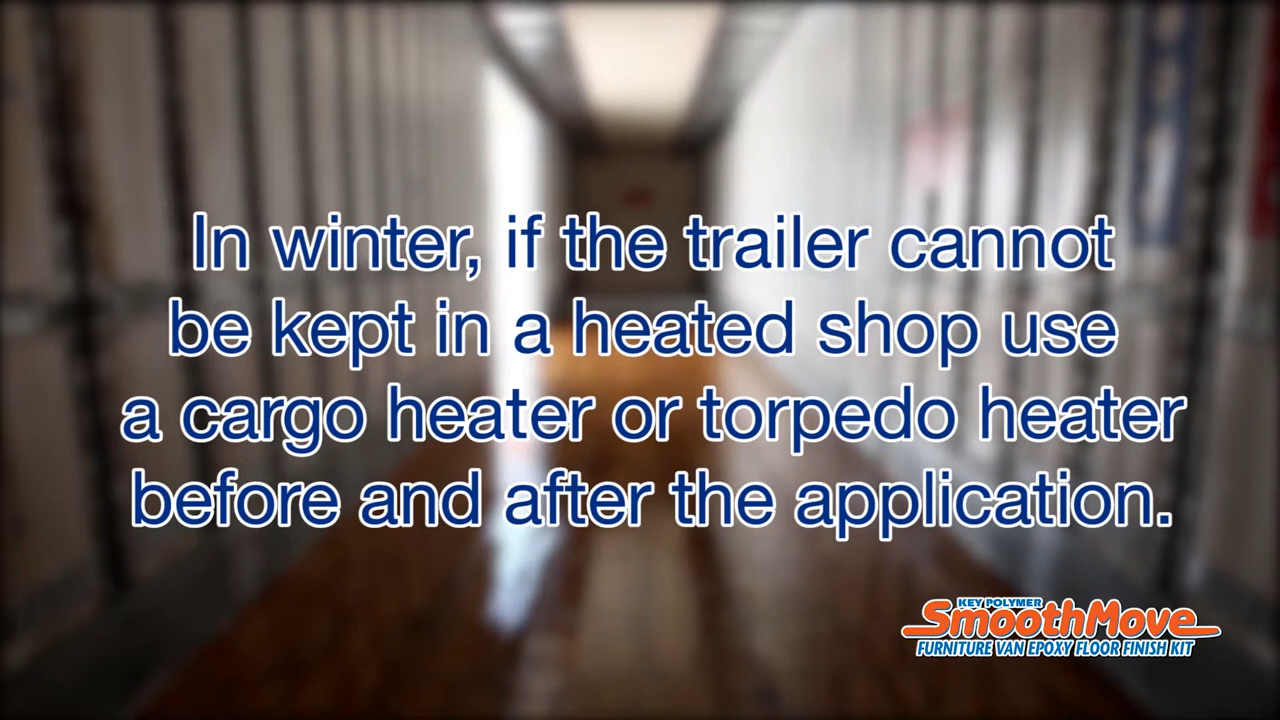 In winter, if the trailer cannot
be kept in a heated shop use
a cargo heater or torpedo heater
before and after the application.
KEY POLYMER
SmoothMove
FURNITURE VAN EPOXY FLOOR FINISH KIT